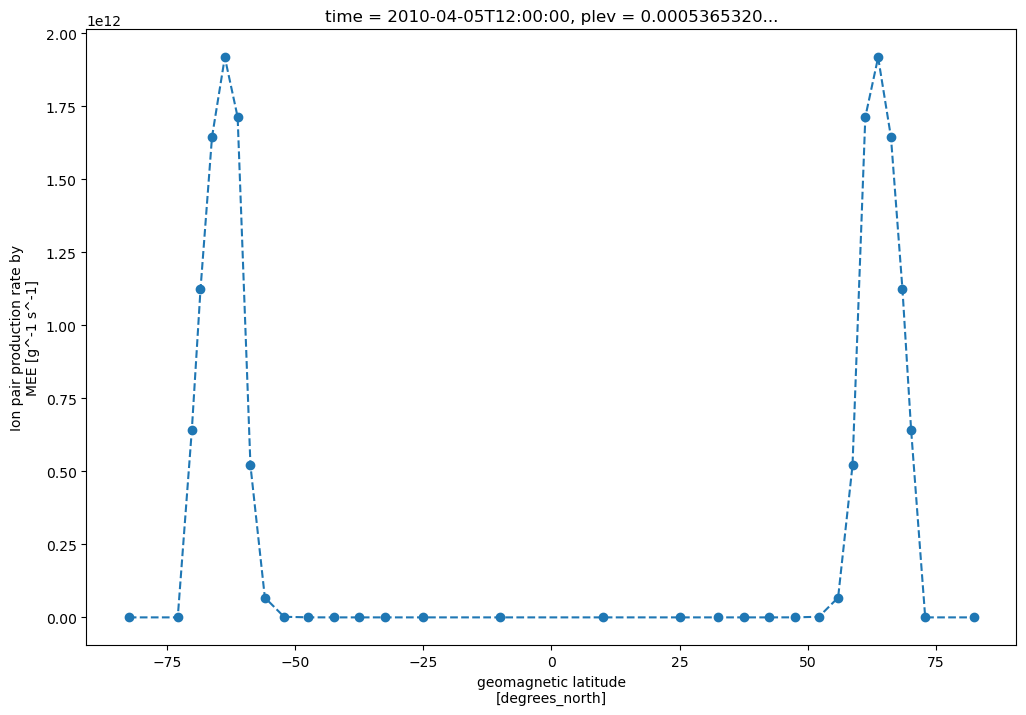 time = 2010-04-05T12:00:00, plev = 0.0005365320...
1e12
2.00
1.75
1.50
1.25
1.00
0.75
0.50
0.25
0.00
Ion pair production rate by
MEE [g^-1 s^-1]
−75
−50
−25
0
25
50
75
geomagnetic latitude
[degrees_north]